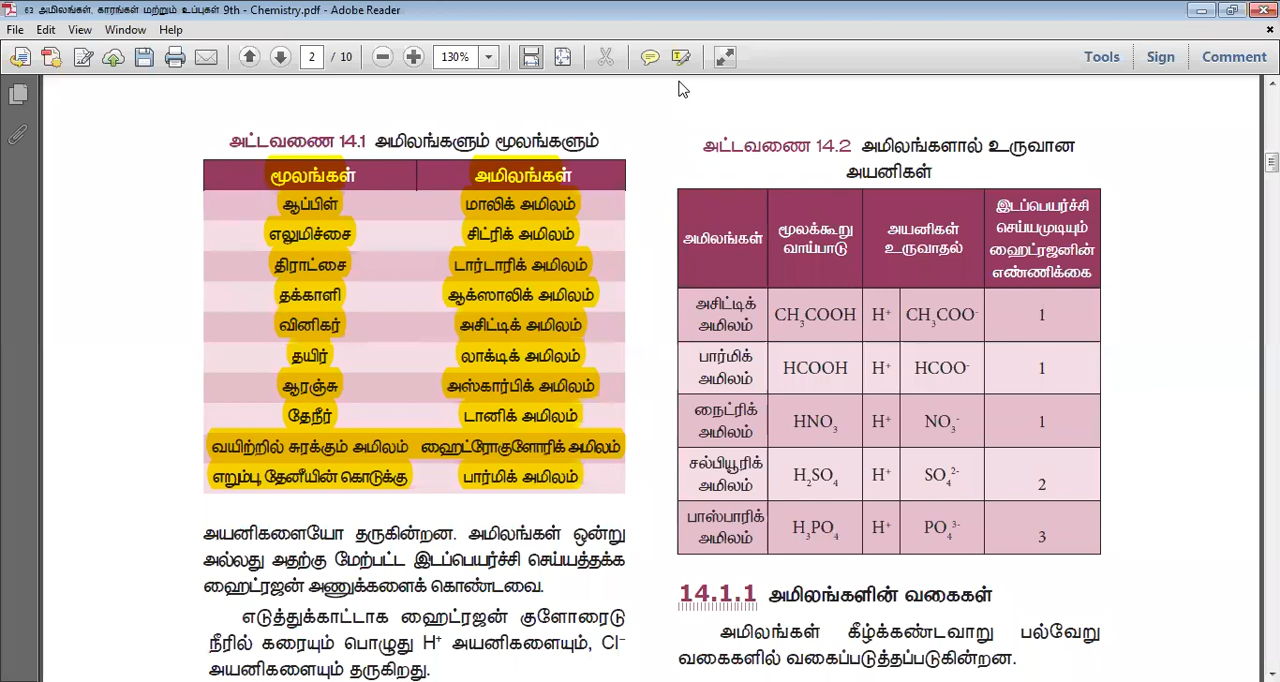 63 அமிலங்கள், காரங்கள் மற்றும் உப்புகள் 9th - Chemistry.pdf - Adobe Reader
File Edit View Window Help
2 / 10 130% Tools Sign Comment
அட்டவணை 14.1 அமிலங்களும் மூலங்களும்
மூலங்கள் அமிலங்கள்
ஆப்பிள் மாலிக் அமிலம்
எலுமிச்சை சிட்ரிக் அமிலம்
திராட்சை டார்டாரிக் அமிலம்
தக்காளி ஆக்ஸாலிக் அமிலம்
வினிகர் அசிட்டிக் அமிலம்
தயிர் லாக்டிக் அமிலம்
ஆரஞ்சு அஸ்கார்பிக் அமிலம்
தேநீர் டானிக் அமிலம்
வயிற்றில் சுரக்கும் அமிலம் ஹைட்ரோகுளோரிக் அமிலம்
எறும்பு, தேனீயின் கொடுக்கு பார்மிக் அமிலம்
அயனிகளையோ தருகின்றன. அமிலங்கள் ஒன்று
அல்லது அதற்கு மேற்பட்ட இடப்பெயர்ச்சி செய்யத்தக்க
ஹைட்ரஜன் அணுக்களைக் கொண்டவை.
எடுத்துக்காட்டாக ஹைட்ரஜன் குளோரைடு
நீரில் கரையும் பொழுது H⁺ அயனிகளையும், Cl⁻
அயனிகளையும் தருகிறது.
அட்டவணை 14.2 அமிலங்களால் உருவான
அயனிகள்
அமிலங்கள் மூலக்கூறு வாய்பாடு அயனிகள் உருவாதல் இடப்பெயர்ச்சி செய்யமுடியும் ஹைட்ரஜனின் எண்ணிக்கை
அசிட்டிக் அமிலம் CH₃COOH H⁺ CH₃COO⁻ 1
பார்மிக் அமிலம் HCOOH H⁺ HCOO⁻ 1
நைட்ரிக் அமிலம் HNO₃ H⁺ NO₃⁻ 1
சல்பியூரிக் அமிலம் H₂SO₄ H⁺ SO₄²⁻ 2
பாஸ்பாரிக் அமிலம் H₃PO₄ H⁺ PO₄³⁻ 3
14.1.1 அமிலங்களின் வகைகள்
அமிலங்கள் கீழ்க்கண்டவாறு பல்வேறு
வகைகளில் வகைப்படுத்தப்படுகின்றன.